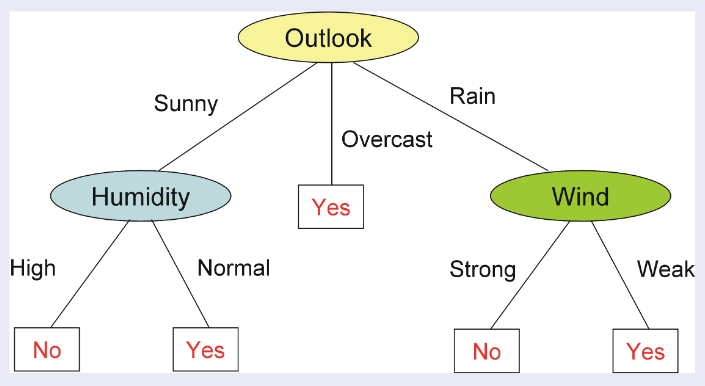 Outlook
Sunny
Rain
Overcast
Humidity
Yes
Wind
High
Normal
Strong
Weak
No
Yes
No
Yes